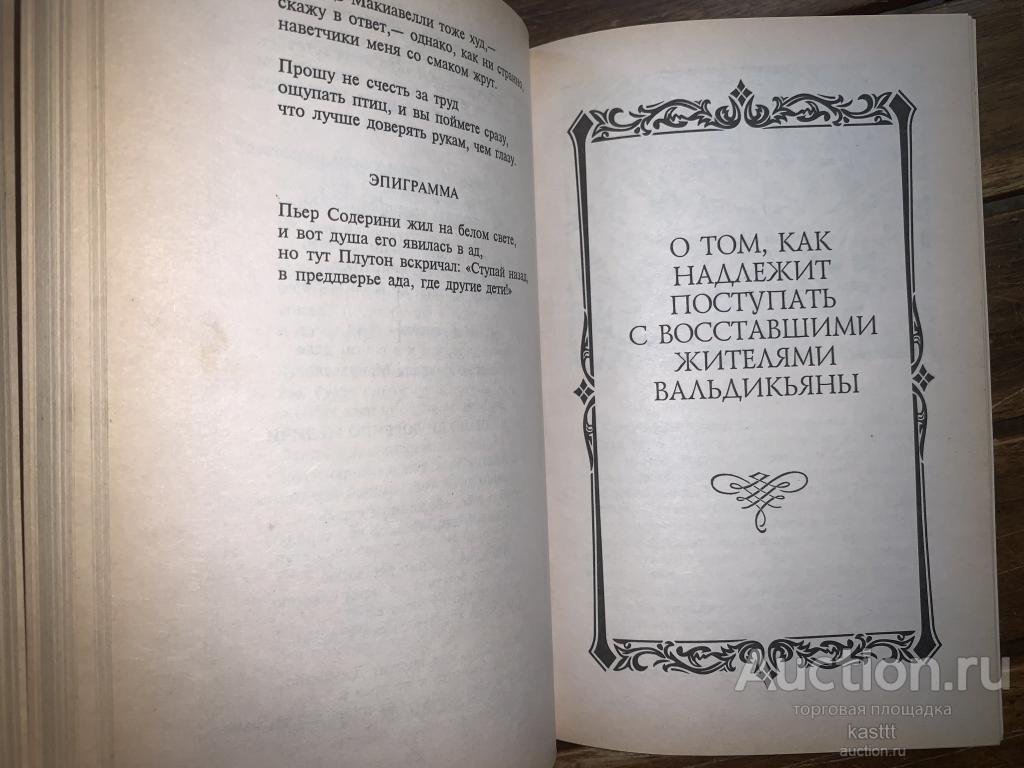 Макиавелли тоже худ,—
скажу в ответ,— однако, как ни странно,
наветчики меня со смаком жрут.
Прошу не счесть за труд
ощупать птиц, и вы поймете сразу,
что лучше доверять рукам, чем глазу.
ЭПИГРАММА
Пьер Содерини жил на белом свете,
и вот душа его явилась в ад,
но тут Плутон вскричал: «Ступай назад,
в преддверье ада, где другие дети!»
О ТОМ, КАК
НАДЛЕЖИТ
ПОСТУПАТЬ
С ВОССТАВШИМИ
ЖИТЕЛЯМИ
ВАЛЬДИКЬЯНЫ
Auction.ru
торговая площадка
kasttt
auction.ru